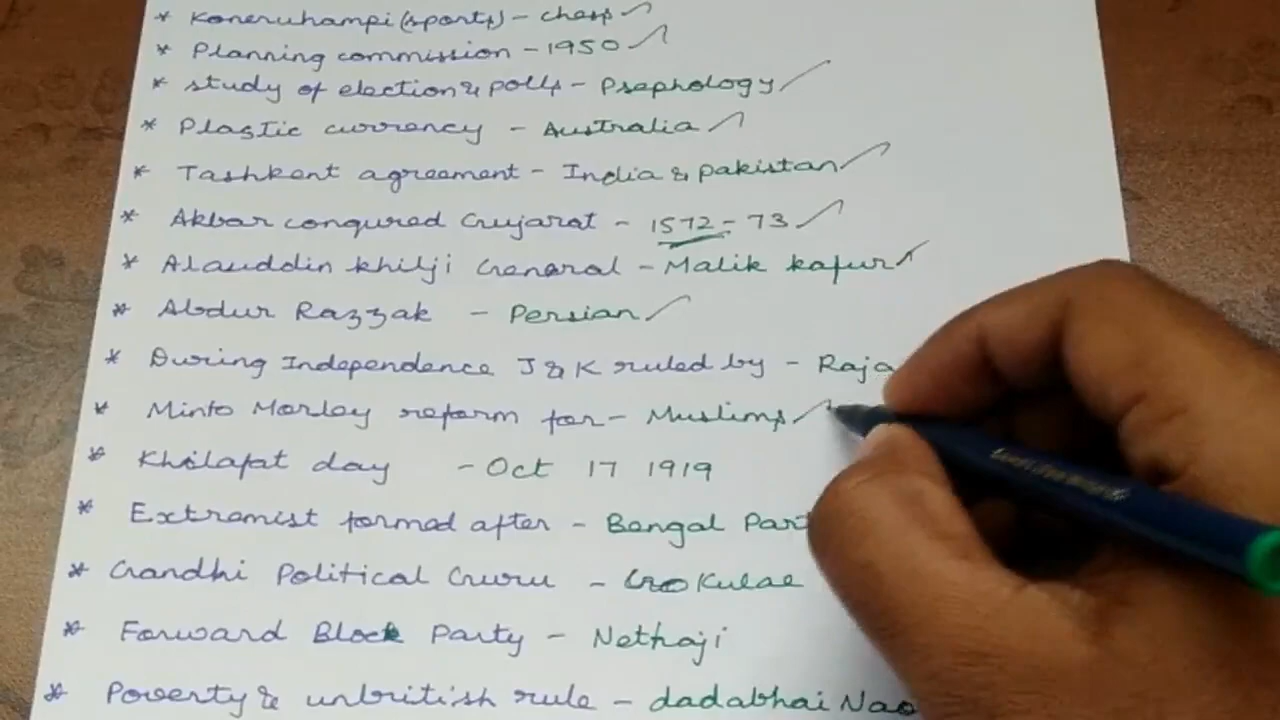 * Koneruhampi (sports) - chess
* Planning commission - 1950
* study of election & polls - Psephology
* Plastic currency - Australia
* Tashkent agreement - India & Pakistan
* Akbar conqured Gujarat - 1572 - 73
* Alauddin khilji General - Malik kafur
* Abdur Razzak - Persian
* During Independence J & K ruled by - Raja
* Minto Morley reform for - Muslims
* Khilafat day - Oct 17 1919
* Extremist formed after - Bengal Part
* Gandhi Political Guru - Gokulae
* Forward Block Party - Nethaji
* Poverty & unbritish rule - dadabhai Nao